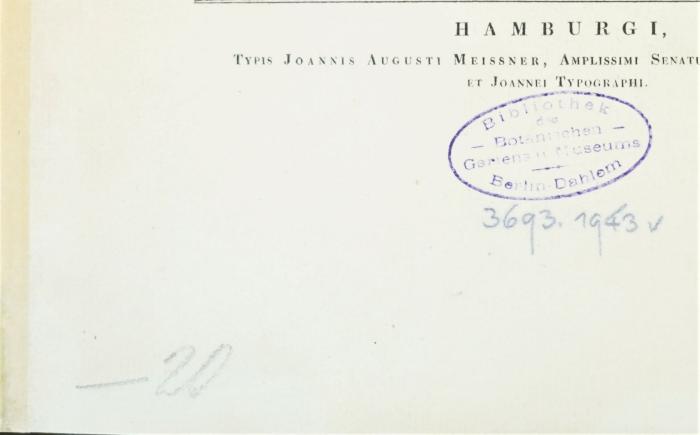 HAMBURGI,
TYPIS JOANNIS AUGUSTI MEISSNER, AMPLISSIMI SENATU
ET JOANNEI TYPOGRAPHI.
Bibliothek
des
— Botanischen —
Gartens u. Museums
Berlin-Dahlem
3693. 1943 v
— 20